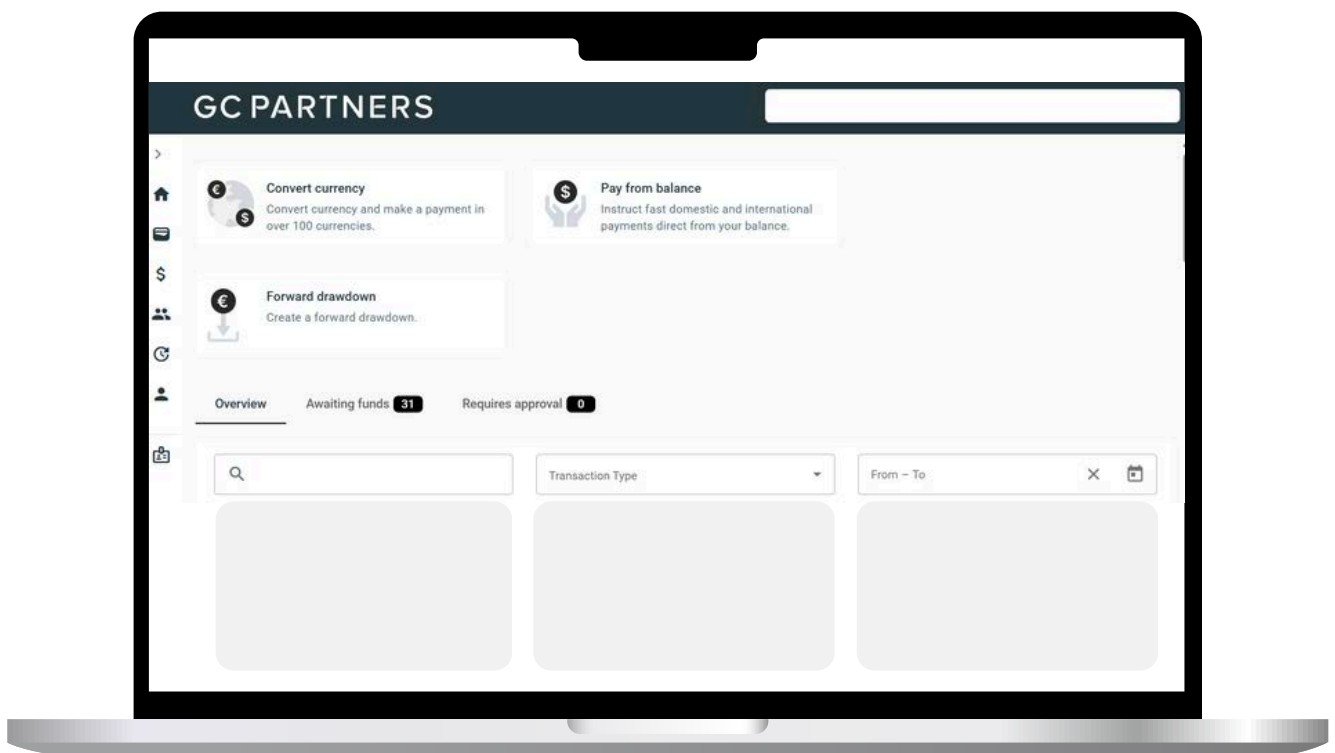 GC PARTNERS
Convert currency
Convert currency and make a payment in
over 100 currencies.
Pay from balance
Instruct fast domestic and international
payments direct from your balance.
Forward drawdown
Create a forward drawdown.
Overview Awaiting funds 31 Requires approval 0
Transaction Type
From – To